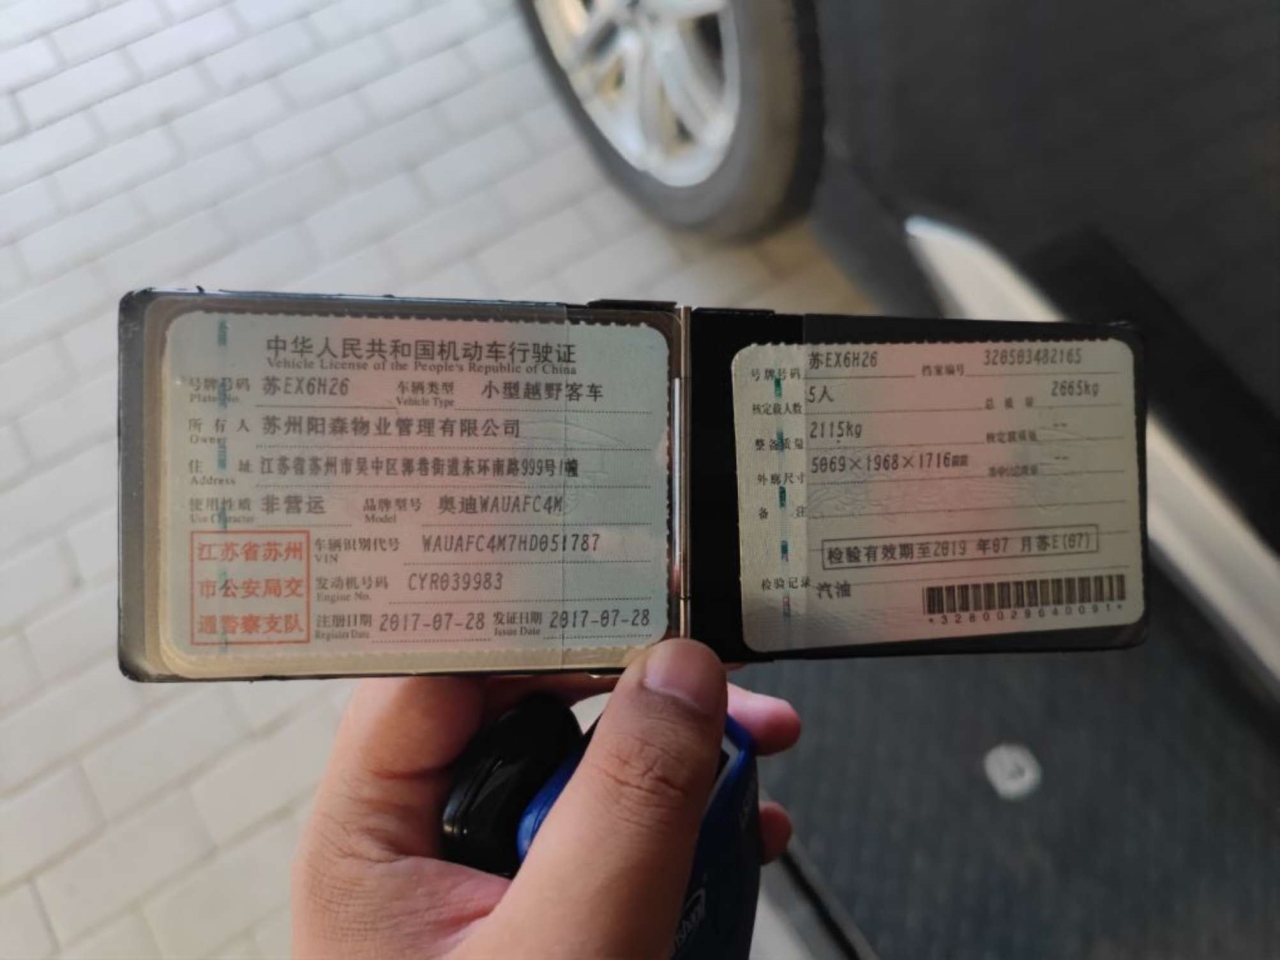 中华人民共和国机动车行驶证
Vehicle License of the People's Republic of China
号牌号码 苏EX6H26 车辆类型 小型越野客车
Plate No. Vehicle Type
所有人 苏州阳森物业管理有限公司
Owner
住址 江苏省苏州市吴中区郭巷街道东环南路999号1幢
Address
使用性质 非营运 品牌型号 奥迪WAUAFC4M
Use Character Model
江苏省苏州
市公安局交
通警察支队
车辆识别代号 WAUAFC4M7HD051787
VIN
发动机号码 CYR039983
Engine No.
注册日期 2017-07-28 发证日期 2017-07-28
Register Date Issue Date
号牌号码 苏EX6H26 档案编号 320503482165
核定载人数 5人 总质量 2665kg
整备质量 2115kg 核定载质量 --
外廓尺寸 5069×1968×1716mm --
备注
检验有效期至2019 年07 月苏E(07)
检验记录 汽油
*3280029640091*